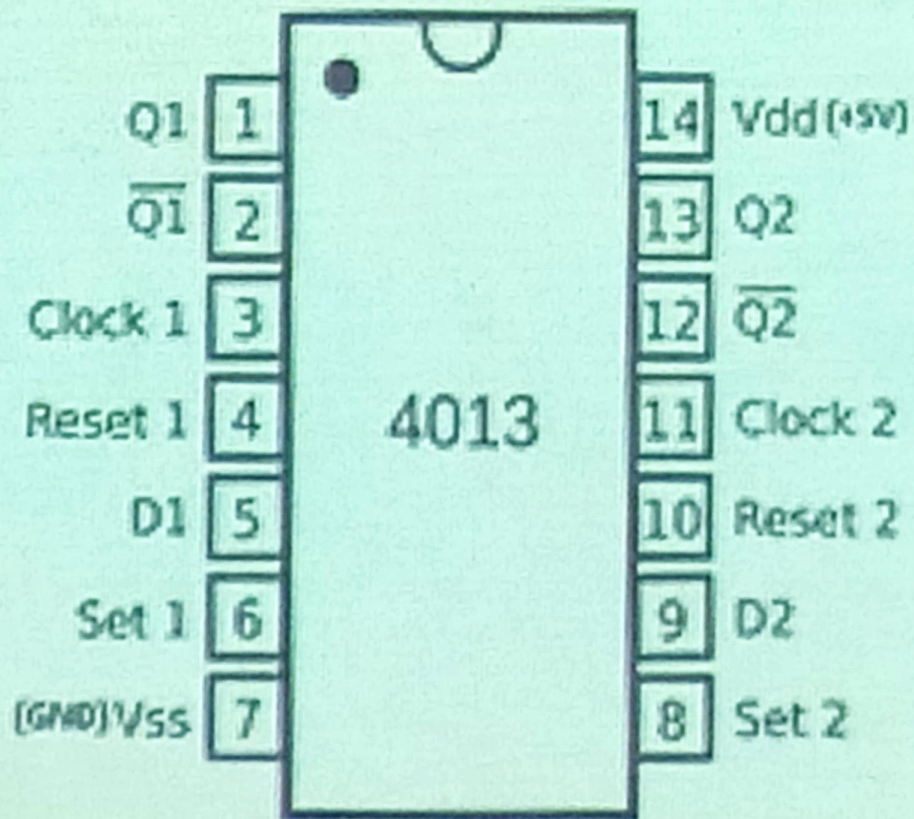 Q1 1 14 Vdd (+5V)
Q̅1̅ 2 13 Q2
Clock 1 3 12 Q̅2̅
Reset 1 4 4013 11 Clock 2
D1 5 10 Reset 2
Set 1 6 9 D2
(GND) Vss 7 8 Set 2